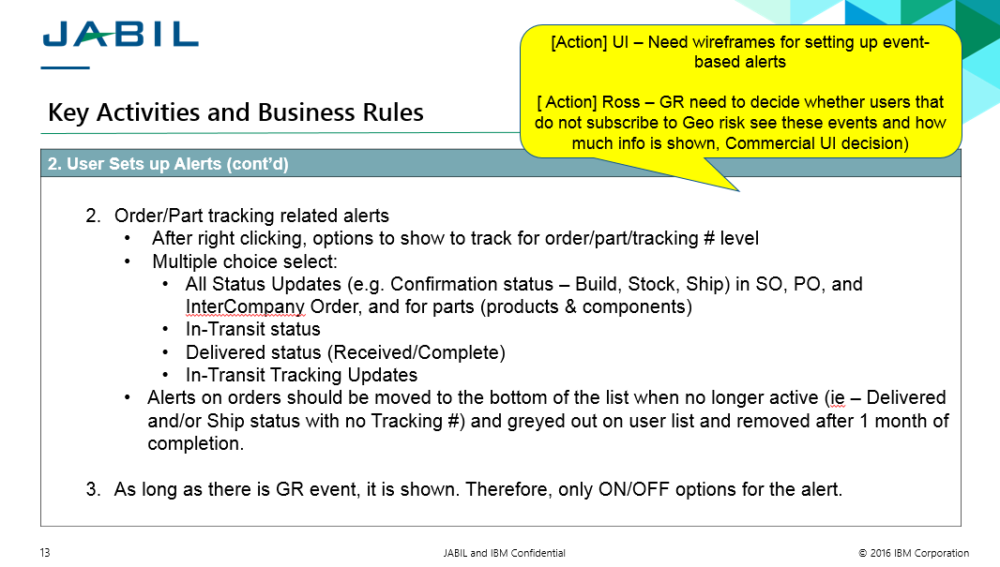 JABIL
[Action] UI – Need wireframes for setting up event-
based alerts
[ Action] Ross – GR need to decide whether users that
do not subscribe to Geo risk see these events and how
much info is shown, Commercial UI decision)
Key Activities and Business Rules
2. User Sets up Alerts (cont’d)
2. Order/Part tracking related alerts
• After right clicking, options to show to track for order/part/tracking # level
• Multiple choice select:
• All Status Updates (e.g. Confirmation status – Build, Stock, Ship) in SO, PO, and
InterCompany Order, and for parts (products & components)
• In-Transit status
• Delivered status (Received/Complete)
• In-Transit Tracking Updates
• Alerts on orders should be moved to the bottom of the list when no longer active (ie – Delivered
and/or Ship status with no Tracking #) and greyed out on user list and removed after 1 month of
completion.
3. As long as there is GR event, it is shown. Therefore, only ON/OFF options for the alert.
13
JABIL and IBM Confidential
© 2016 IBM Corporation